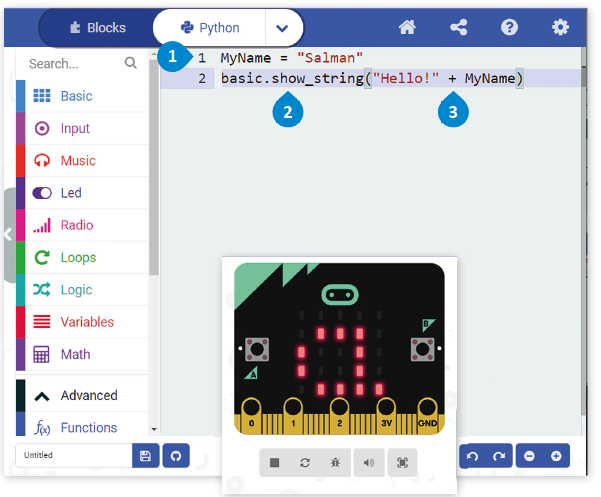 Blocks
Python
Search...
1 MyName = "Salman"
2 basic.show_string("Hello!" + MyName)
1
2
3
Basic
Input
Music
Led
Radio
Loops
Logic
Variables
Math
Advanced
f(x) Functions
B
A
0 1 2 3V GND
Untitled